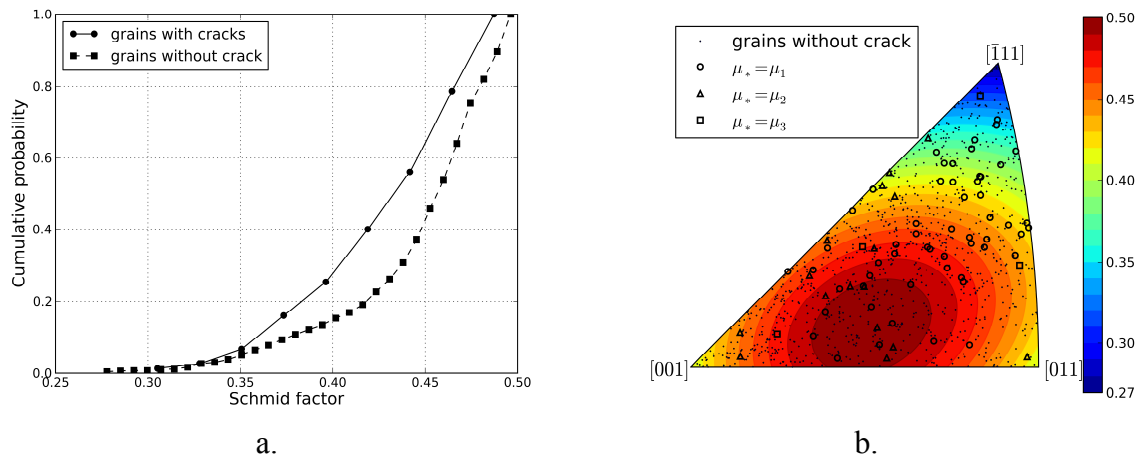 1.0
0.8
0.6
0.4
0.2
0.0
Cumulative probability
grains with cracks
grains without crack
0.25 0.30 0.35 0.40 0.45 0.50
Schmid factor
a.
grains without crack
μ* = μ1
μ* = μ2
μ* = μ3
[1̄11]
[001]
[011]
0.50
0.45
0.40
0.35
0.30
0.27
b.